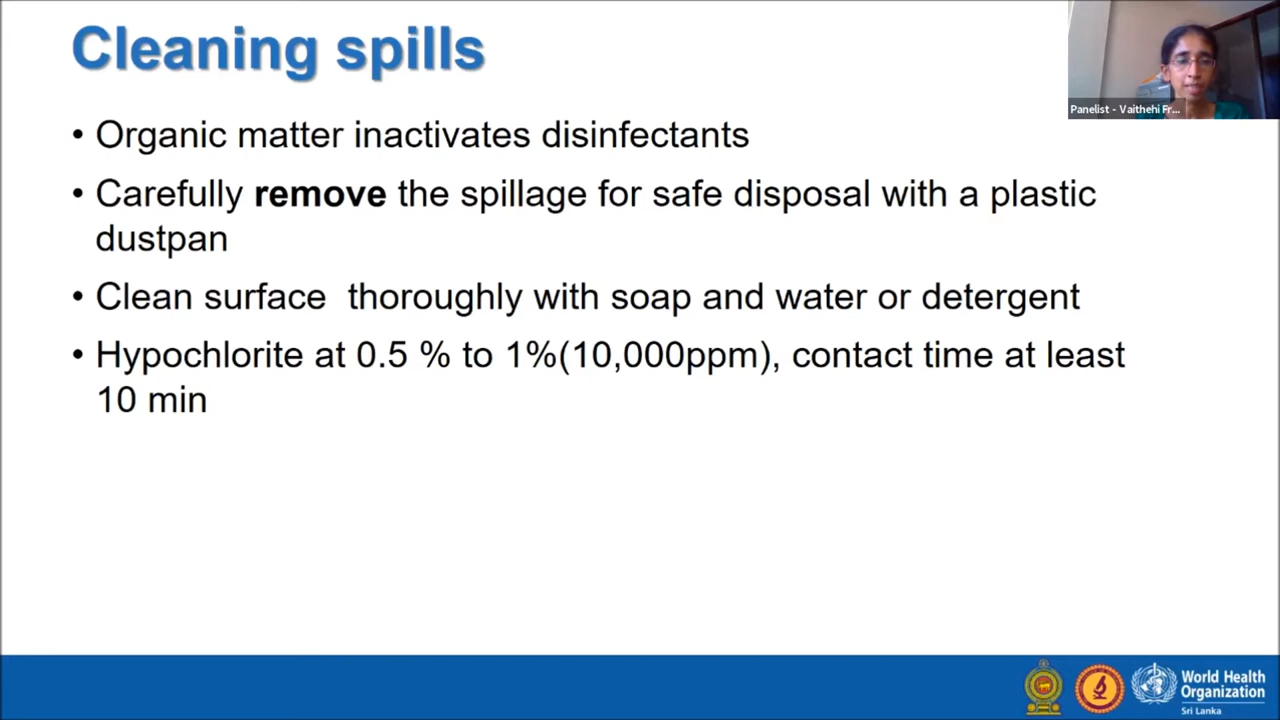 Cleaning spills
• Organic matter inactivates disinfectants
• Carefully remove the spillage for safe disposal with a plastic
dustpan
• Clean surface  thoroughly with soap and water or detergent
• Hypochlorite at 0.5 % to 1%(10,000ppm), contact time at least
10 min
Panelist - Vaithehi Fr...
World Health
Organization
Sri Lanka